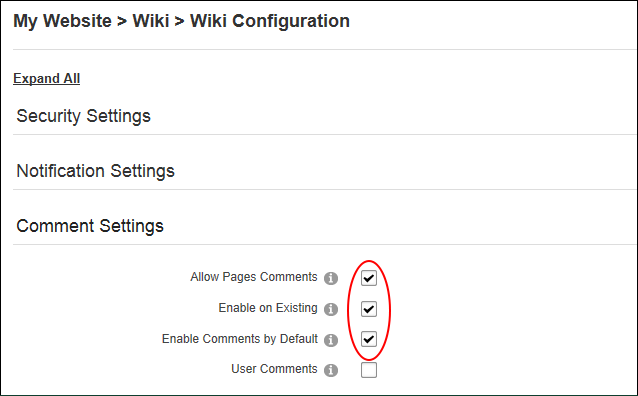 My Website > Wiki > Wiki Configuration
Expand All
Security Settings
Notification Settings
Comment Settings
Allow Pages Comments
Enable on Existing
Enable Comments by Default
User Comments